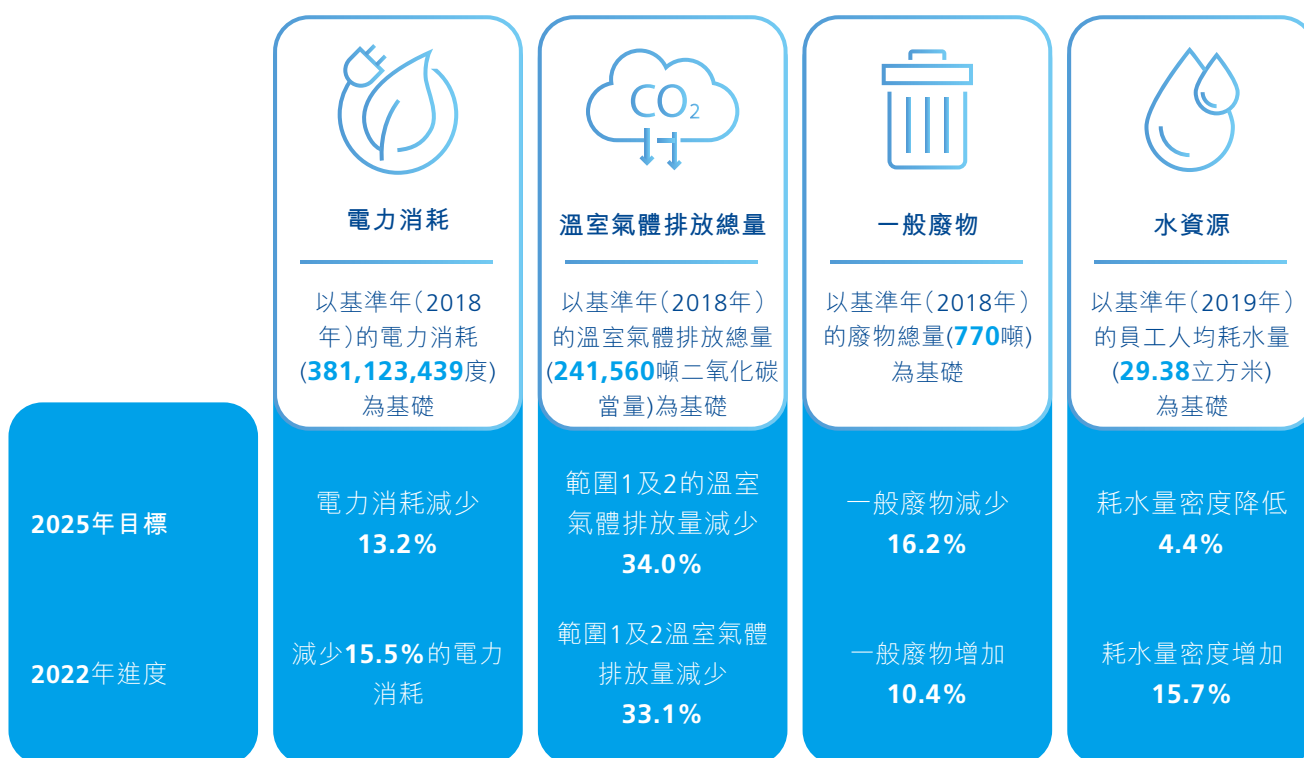 CO₂
電力消耗
以基準年（2018
年）的電力消耗
(381,123,439度)
為基礎
溫室氣體排放總量
以基準年（2018年）
的溫室氣體排放總量
(241,560噸二氧化碳
當量)為基礎
一般廢物
以基準年（2018年）
的廢物總量(770噸)
為基礎
水資源
以基準年（2019年）
的員工人均耗水量
(29.38立方米)
為基礎
2025年目標
電力消耗減少
13.2%
範圍1及2的溫室
氣體排放量減少
34.0%
一般廢物減少
16.2%
耗水量密度降低
4.4%
2022年進度
減少15.5%的電力
消耗
範圍1及2溫室氣體
排放量減少
33.1%
一般廢物增加
10.4%
耗水量密度增加
15.7%